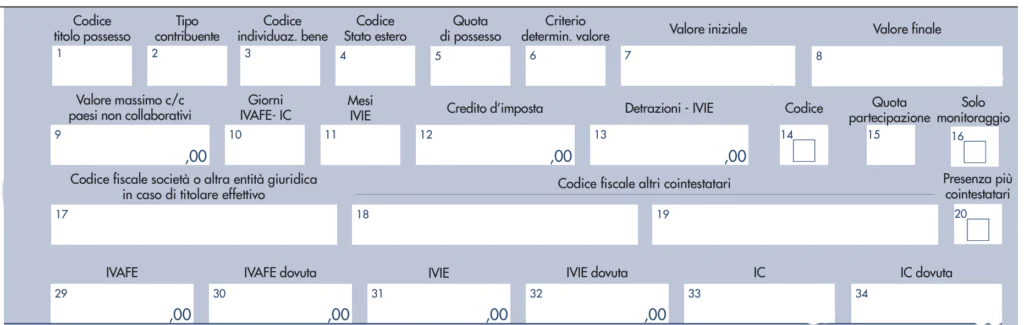 Codice titolo possesso
Tipo contribuente
Codice individuaz. bene
Codice Stato estero
Quota di possesso
Criterio determin. valore
Valore iniziale
Valore finale
1
2
3
4
5
6
7
8
Valore massimo c/c paesi non collaborativi
Giorni IVAFE- IC
Mesi IVIE
Credito d'imposta
Detrazioni - IVIE
Codice
Quota partecipazione
Solo monitoraggio
9 ,00
10
11
12 ,00
13 ,00
14
15
16
Codice fiscale società o altra entità giuridica in caso di titolare effettivo
Codice fiscale altri cointestatari
Presenza più cointestatari
17
18
19
20
IVAFE
IVAFE dovuta
IVIE
IVIE dovuta
IC
IC dovuta
29 ,00
30 ,00
31 ,00
32 ,00
33
34